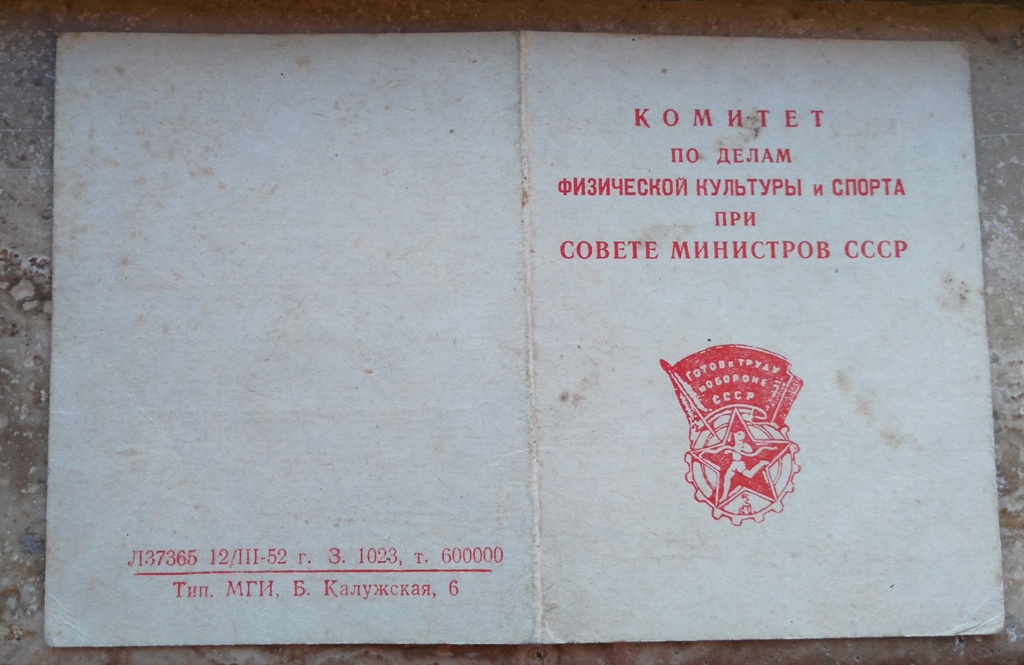 КОМИТЕТ
ПО ДЕЛАМ
ФИЗИЧЕСКОЙ КУЛЬТУРЫ и СПОРТА
ПРИ
СОВЕТЕ МИНИСТРОВ СССР
ГОТОВ к ТРУДУ
и ОБОРОНЕ
СССР
Л37365 12/III-52 г. З. 1023, т. 600000
Тип. МГИ, Б. Калужская, 6